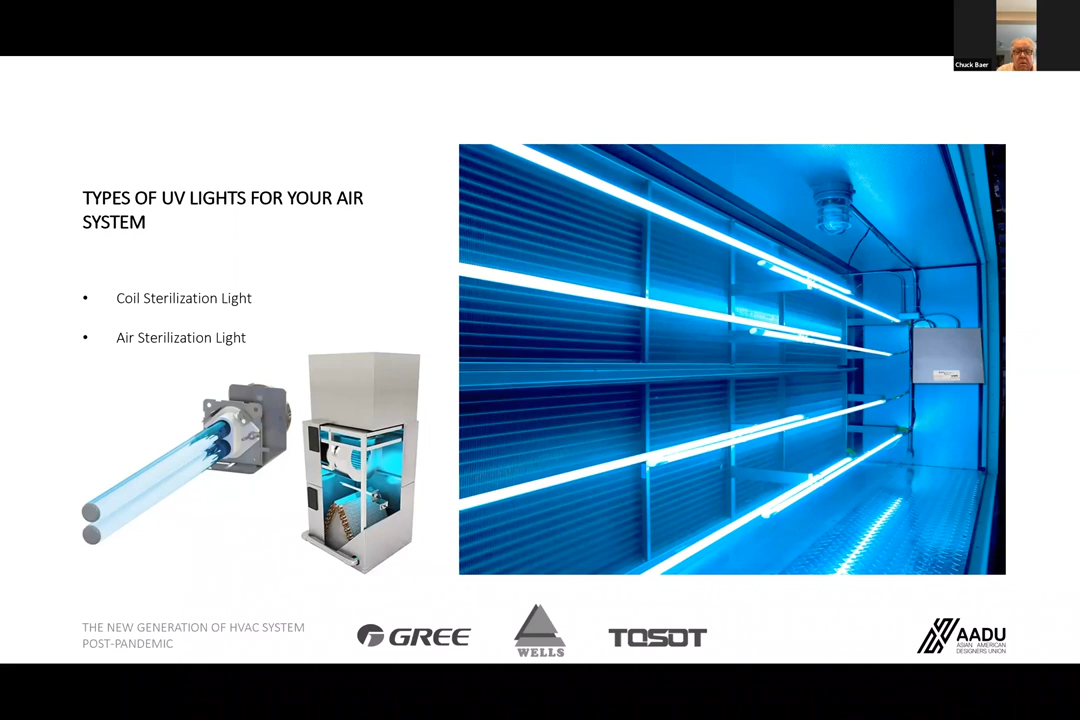 Chuck Baer
TYPES OF UV LIGHTS FOR YOUR AIR
SYSTEM
• Coil Sterilization Light
• Air Sterilization Light
THE NEW GENERATION OF HVAC SYSTEM
POST-PANDEMIC
GREE
WELLS
TOSOT
AADU
ASIAN AMERICAN
DESIGNERS UNION